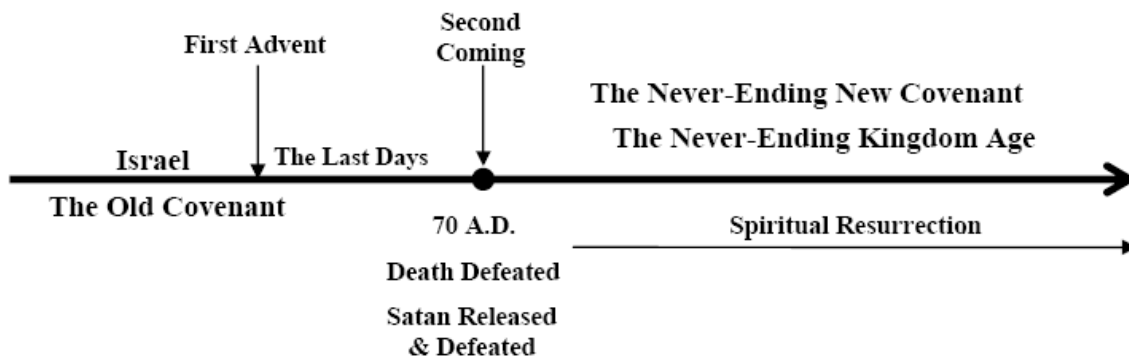 First Advent
Second
Coming
The Never-Ending New Covenant
The Never-Ending Kingdom Age
Israel
The Last Days
The Old Covenant
70 A.D.
Spiritual Resurrection
Death Defeated
Satan Released
& Defeated